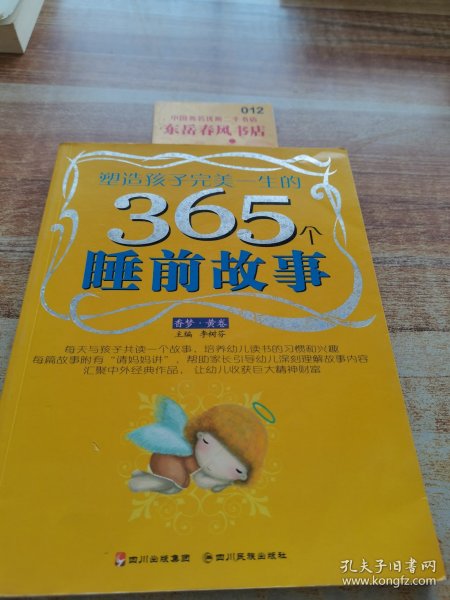 012
中国著名优质二手书店
东岳春风书店
塑造孩子完美一生的
365个
睡前故事
香梦·黄卷
主编 李树芬
每天与孩子共读一个故事，培养幼儿读书的习惯和兴趣
每篇故事附有“请妈妈讲”，帮助家长引导幼儿深刻理解故事内容
汇聚中外经典作品，让幼儿收获巨大精神财富
四川出版集团 四川民族出版社
孔夫子旧书网
www.kongfz.com